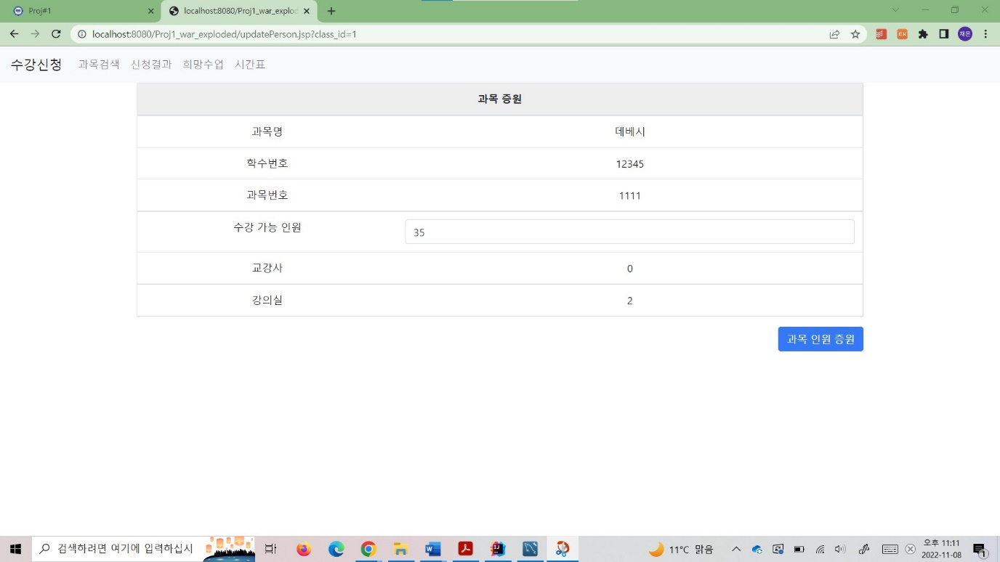 Proj#1
localhost:8080/Proj1_war_explod
localhost:8080/Proj1_war_exploded/updatePerson.jsp?class_id=1
EX
채은
수강신청 과목검색 신청결과 희망수업 시간표
과목 증원
과목명 데베시
학수번호 12345
과목번호 1111
수강 가능 인원 35
교강사 0
강의실 2
과목 인원 증원
검색하려면 여기에 입력하십시
11°C 맑음
오후 11:11
2022-11-08
1